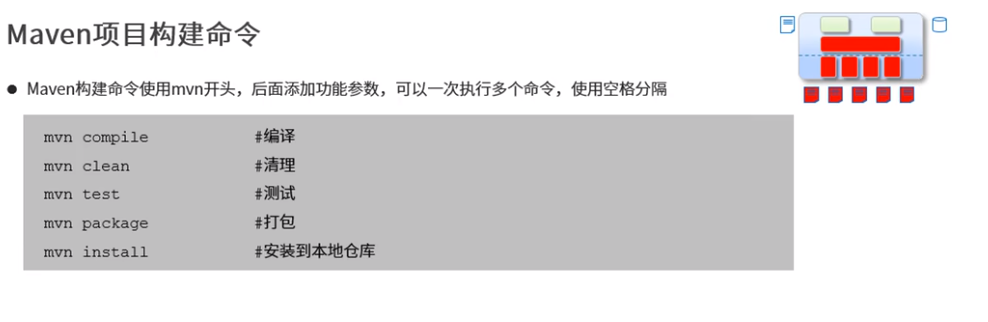 Maven项目构建命令
● Maven构建命令使用mvn开头，后面添加功能参数，可以一次执行多个命令，使用空格分隔
mvn compile #编译
mvn clean #清理
mvn test #测试
mvn package #打包
mvn install #安装到本地仓库